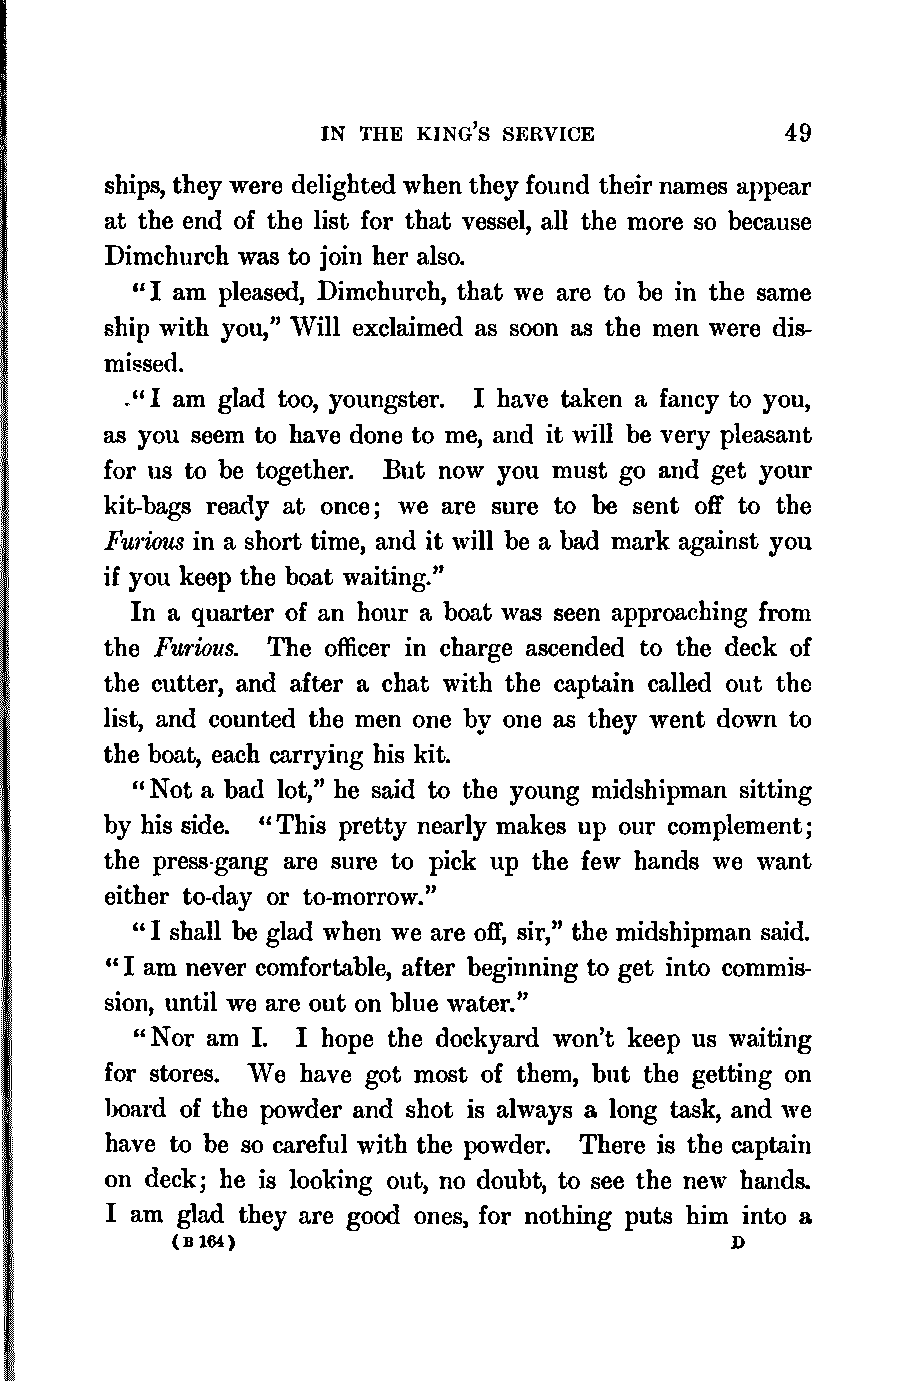 IN THE KING'S SERVICE 49
ships, they were delighted when they found their names appear
at the end of the list for that vessel, all the more so because
Dimchurch was to join her also.
"I am pleased, Dimchurch, that we are to be in the same
ship with you," Will exclaimed as soon as the men were dis-
missed.
."I am glad too, youngster. I have taken a fancy to you,
as you seem to have done to me, and it will be very pleasant
for us to be together. But now you must go and get your
kit-bags ready at once; we are sure to be sent off to the
Furious in a short time, and it will be a bad mark against you
if you keep the boat waiting."
In a quarter of an hour a boat was seen approaching from
the Furious. The officer in charge ascended to the deck of
the cutter, and after a chat with the captain called out the
list, and counted the men one by one as they went down to
the boat, each carrying his kit.
"Not a bad lot," he said to the young midshipman sitting
by his side. "This pretty nearly makes up our complement;
the press-gang are sure to pick up the few hands we want
either to-day or to-morrow."
"I shall be glad when we are off, sir," the midshipman said.
"I am never comfortable, after beginning to get into commis-
sion, until we are out on blue water."
"Nor am I. I hope the dockyard won't keep us waiting
for stores. We have got most of them, but the getting on
board of the powder and shot is always a long task, and we
have to be so careful with the powder. There is the captain
on deck; he is looking out, no doubt, to see the new hands.
I am glad they are good ones, for nothing puts him into a
(B 164) D